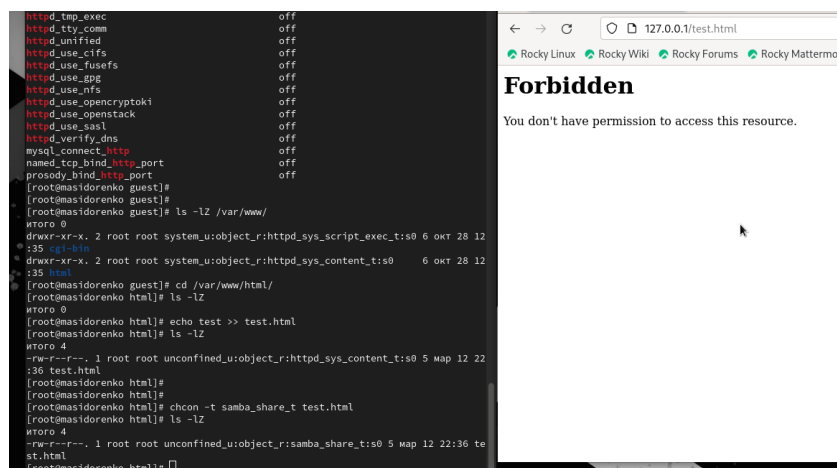 httpd_tmp_exec off
httpd_tty_comm off
httpd_unified off
httpd_use_cifs off
httpd_use_fusefs off
httpd_use_gpg off
httpd_use_nfs off
httpd_use_opencryptoki off
httpd_use_openstack off
httpd_use_sasl off
httpd_verify_dns off
mysql_connect_http off
named_tcp_bind_http_port off
prosody_bind_http_port off
[root@masidorenko guest]#
[root@masidorenko guest]#
[root@masidorenko guest]# ls -lZ /var/www/
итого 0
drwxr-xr-x. 2 root root system_u:object_r:httpd_sys_script_exec_t:s0 6 окт 28 12
:35 cgi-bin
drwxr-xr-x. 2 root root system_u:object_r:httpd_sys_content_t:s0 6 окт 28 12
:35 html
[root@masidorenko guest]# cd /var/www/html/
[root@masidorenko html]# ls -lZ
итого 0
[root@masidorenko html]# echo test >> test.html
[root@masidorenko html]# ls -lZ
итого 4
-rw-r--r--. 1 root root unconfined_u:object_r:httpd_sys_content_t:s0 5 мар 12 22
:36 test.html
[root@masidorenko html]#
[root@masidorenko html]#
[root@masidorenko html]# chcon -t samba_share_t test.html
[root@masidorenko html]# ls -lZ
итого 4
-rw-r--r--. 1 root root unconfined_u:object_r:samba_share_t:s0 5 мар 12 22:36 te
st.html
[root@masidorenko html]#
127.0.0.1/test.html
Rocky Linux Rocky Wiki Rocky Forums Rocky Mattermo
Forbidden
You don't have permission to access this resource.